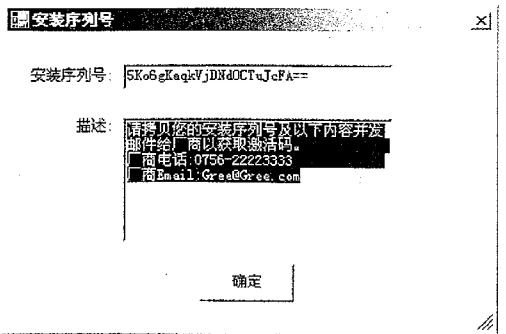 安装序列号
安装序列号: 5Ko6gKaqkVjDNdOCTuJcFA==
描述: 请拷贝您的安装序列号及以下内容并发
邮件给厂商以获取激活码。
厂商电话:0756-22223333
厂商Email:Gree@Gree.com
确定